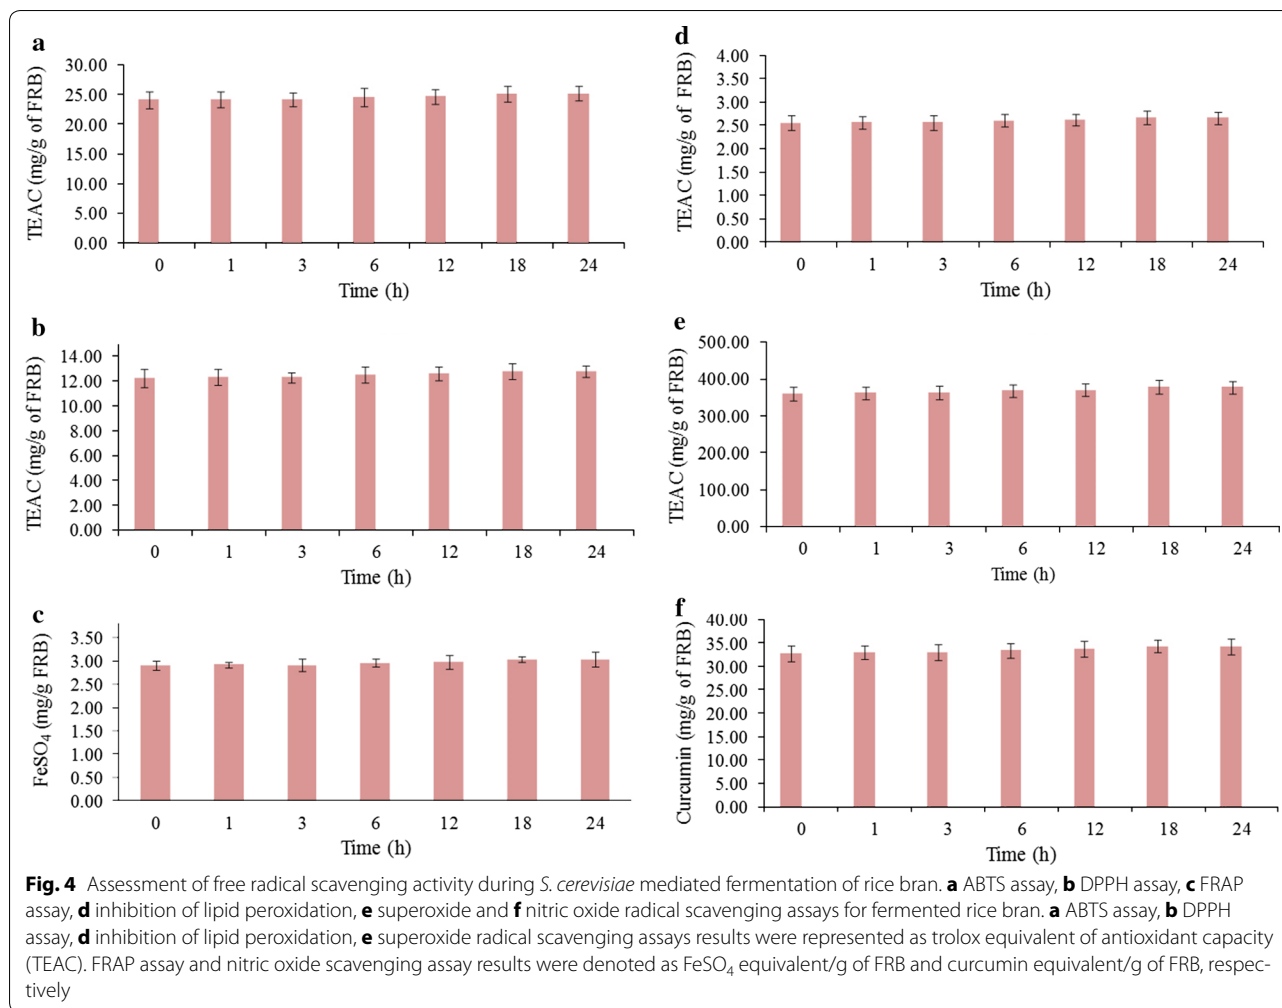 a
TEAC (mg/g of FRB)
30.00
25.00
20.00
15.00
10.00
5.00
0.00
0 1 3 6 12 18 24
Time (h)
d
TEAC (mg/g of FRB)
4.00
3.50
3.00
2.50
2.00
1.50
1.00
0.50
0.00
0 1 3 6 12 18 24
Time (h)
b
TEAC (mg/g of FRB)
14.00
12.00
10.00
8.00
6.00
4.00
2.00
0.00
0 1 3 6 12 18 24
Time (h)
e
TEAC (mg/g of FRB)
500.00
400.00
300.00
200.00
100.00
0.00
0 1 3 6 12 18 24
Time (h)
c
FeSO₄ (mg/g FRB)
3.50
3.00
2.50
2.00
1.50
1.00
0.50
0.00
0 1 3 6 12 18 24
Time (h)
f
Curcumin (mg/g of FRB)
40.00
35.00
30.00
25.00
20.00
15.00
10.00
5.00
0.00
0 1 3 6 12 18 24
Time (h)
Fig. 4 Assessment of free radical scavenging activity during S. cerevisiae mediated fermentation of rice bran. a ABTS assay, b DPPH assay, c FRAP
assay, d inhibition of lipid peroxidation, e superoxide and f nitric oxide radical scavenging assays for fermented rice bran. a ABTS assay, b DPPH
assay, d inhibition of lipid peroxidation, e superoxide radical scavenging assays results were represented as trolox equivalent of antioxidant capacity
(TEAC). FRAP assay and nitric oxide scavenging assay results were denoted as FeSO₄ equivalent/g of FRB and curcumin equivalent/g of FRB, respec-
tively